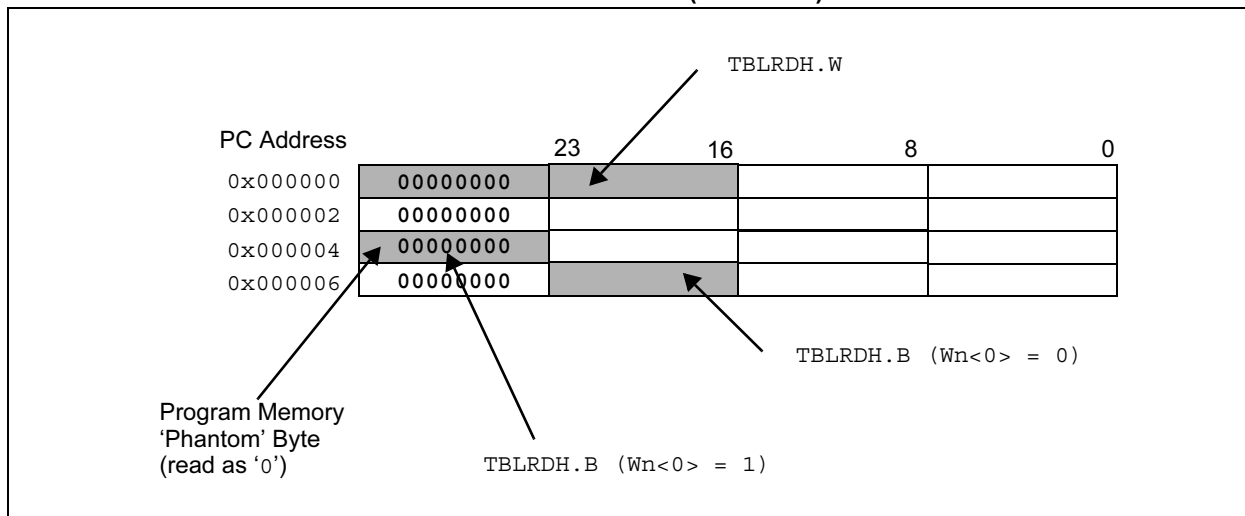 TBLRDH.W
PC Address
23 16 8 0
0x000000 00000000
0x000002 00000000
0x000004 00000000
0x000006 00000000
TBLRDH.B (Wn<0> = 0)
Program Memory
‘Phantom’ Byte
(read as ‘0’)
TBLRDH.B (Wn<0> = 1)